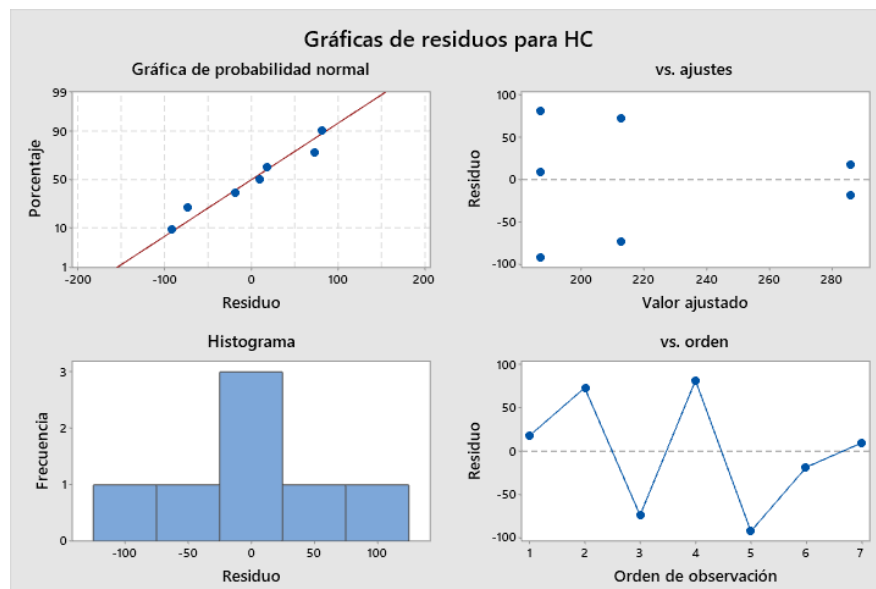 Gráficas de residuos para HC
Gráfica de probabilidad normal
99
90
50
10
1
Porcentaje
-200 -100 0 100 200
Residuo
vs. ajustes
100
50
0
-50
-100
Residuo
200 220 240 260 280
Valor ajustado
Histograma
3
2
1
0
Frecuencia
-100 -50 0 50 100
Residuo
vs. orden
100
50
0
-50
-100
Residuo
1 2 3 4 5 6 7
Orden de observación